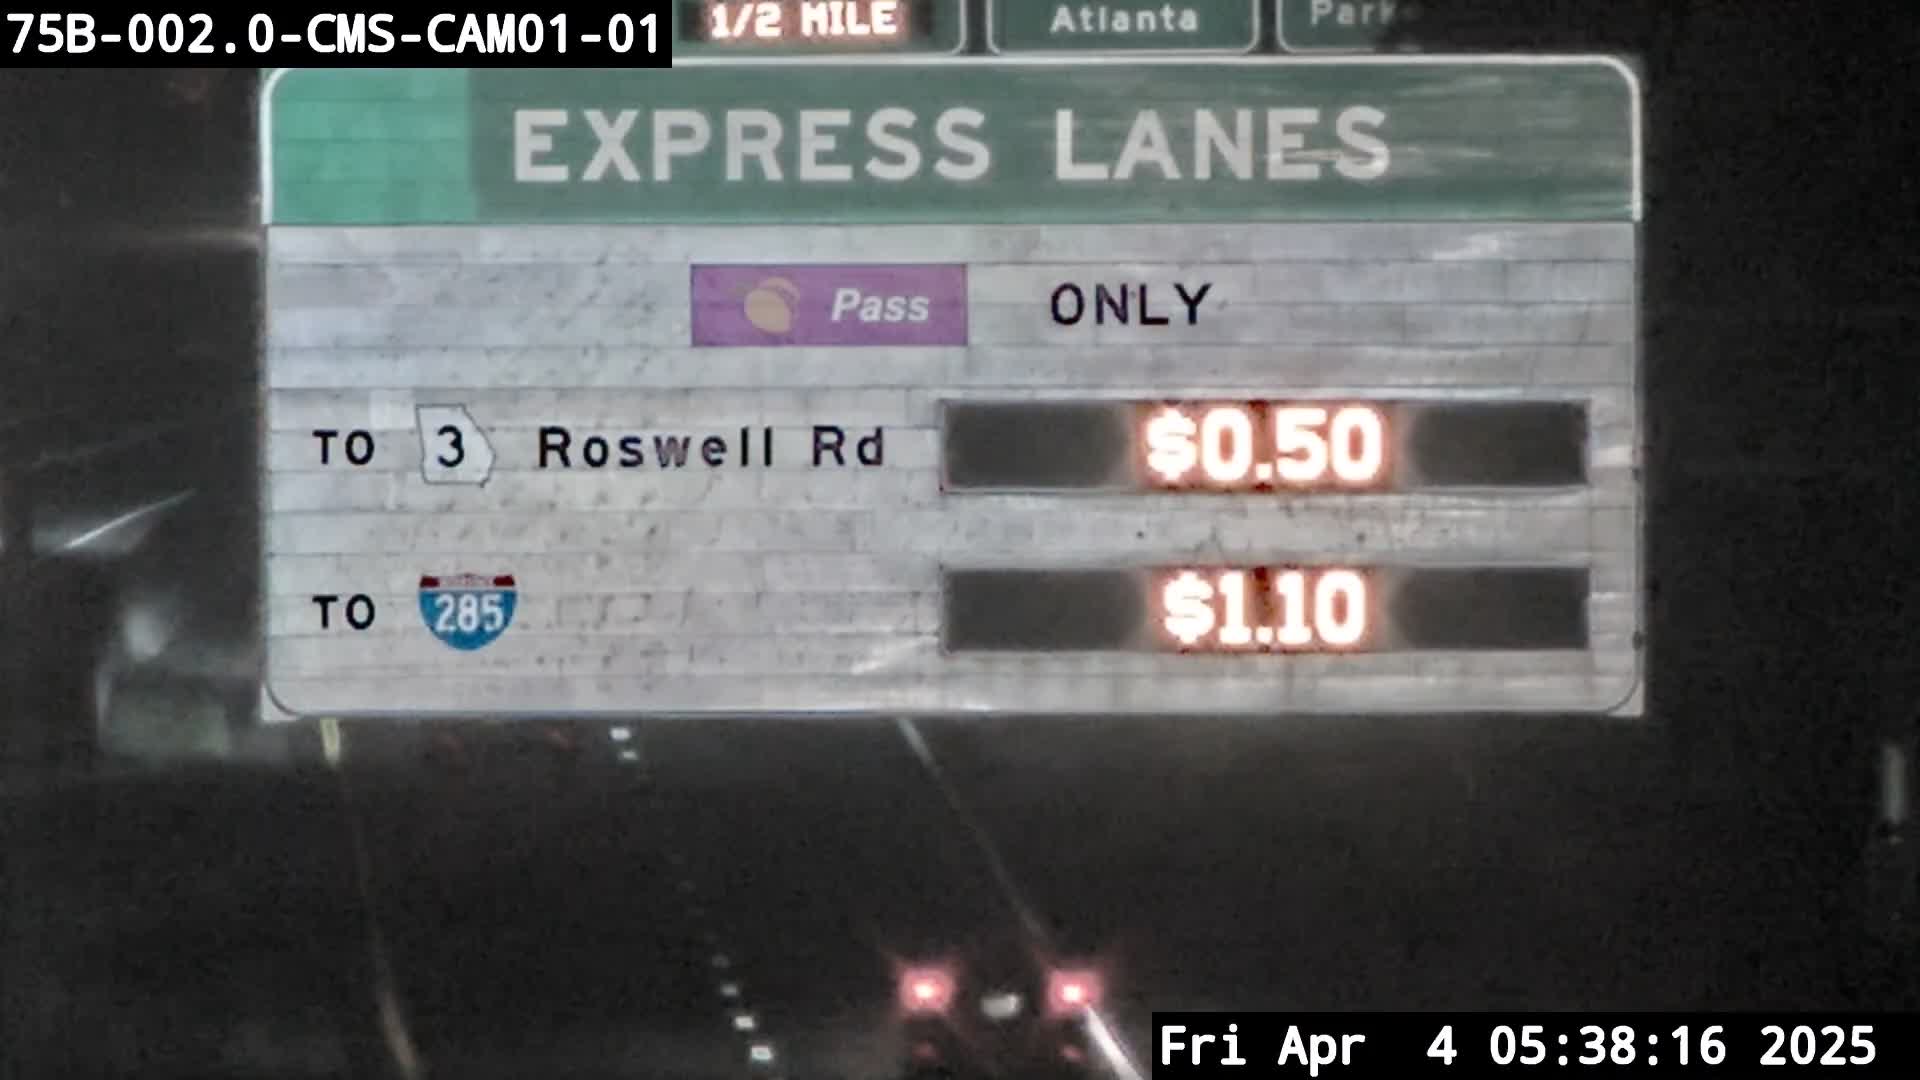 75B-002.0-CMS-CAM01-01
1/2 MILE
Atlanta
EXPRESS LANES
Pass ONLY
TO 3 Roswell Rd $0.50
TO 285 $1.10
Fri Apr 4 05:38:16 2025